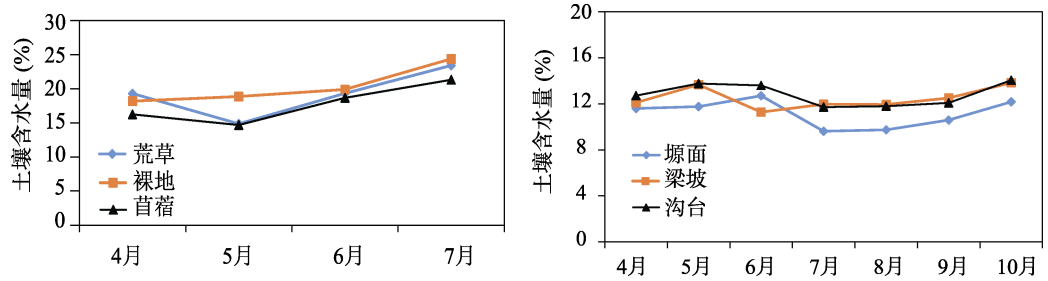 土壤含水量 (%)
30
25
20
15
10
5
0
荒草
裸地
苜蓿
4月
5月
6月
7月
土壤含水量 (%)
20
16
12
8
4
0
塬面
梁坡
沟台
4月
5月
6月
7月
8月
9月
10月